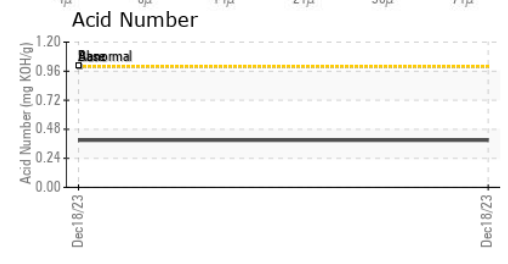 Acid Number
Acid Number (mg KOH/g)
1.20
Abnormal
0.96
0.72
0.48
0.24
0.00
Dec18/23
Dec18/23